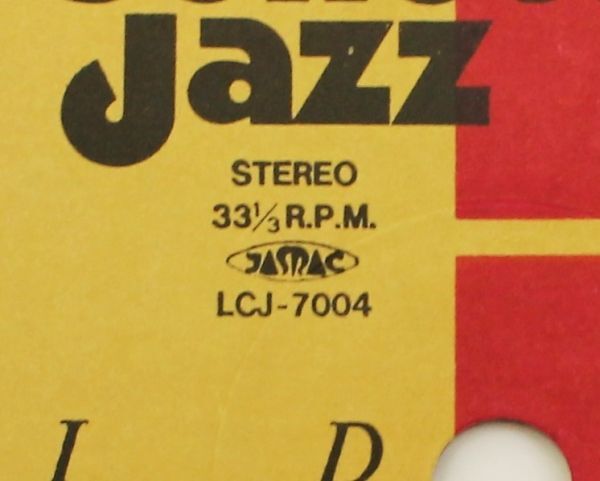 Jazz
STEREO
33⅓ R.P.M.
JASRAC
LCJ-7004